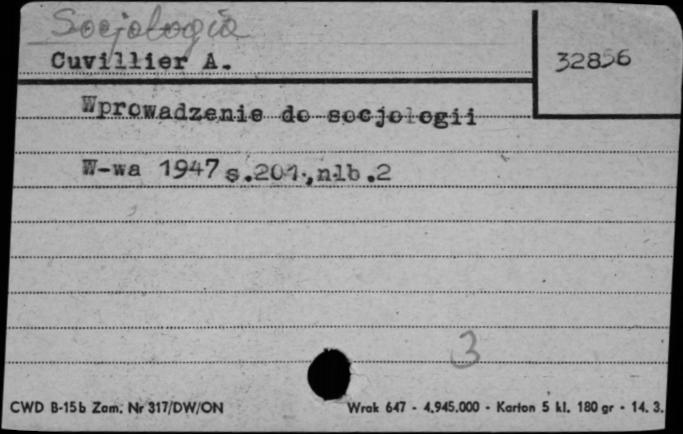 Socjologia
Cuvillier A.
32856
Wprowadzenie do socjologii
W-wa 1947 s.201.,nlb.2
3
CWD B-15b Zam. Nr 317/DW/ON
Wrak 647 - 4.945.000 - Karton 5 kl. 180 gr - 14. 3.